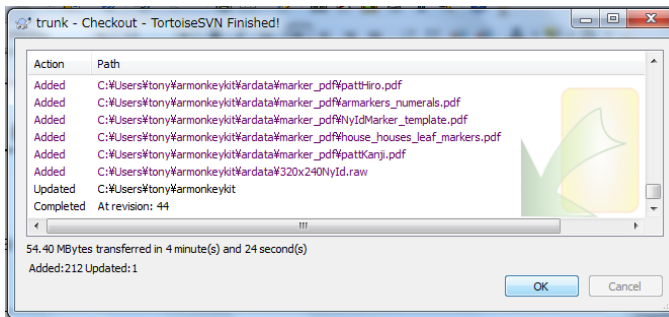 trunk - Checkout - TortoiseSVN Finished!
Action Path
Added C:¥Users¥tony¥armonkeykit¥ardata¥marker_pdf¥pattHiro.pdf
Added C:¥Users¥tony¥armonkeykit¥ardata¥marker_pdf¥armarkers_numerals.pdf
Added C:¥Users¥tony¥armonkeykit¥ardata¥marker_pdf¥NyIdMarker_template.pdf
Added C:¥Users¥tony¥armonkeykit¥ardata¥marker_pdf¥house_houses_leaf_markers.pdf
Added C:¥Users¥tony¥armonkeykit¥ardata¥marker_pdf¥pattKanji.pdf
Added C:¥Users¥tony¥armonkeykit¥ardata¥320x240NyId.raw
Updated C:¥Users¥tony¥armonkeykit
Completed At revision: 44
54.40 MBytes transferred in 4 minute(s) and 24 second(s)
Added:212 Updated:1
OK Cancel